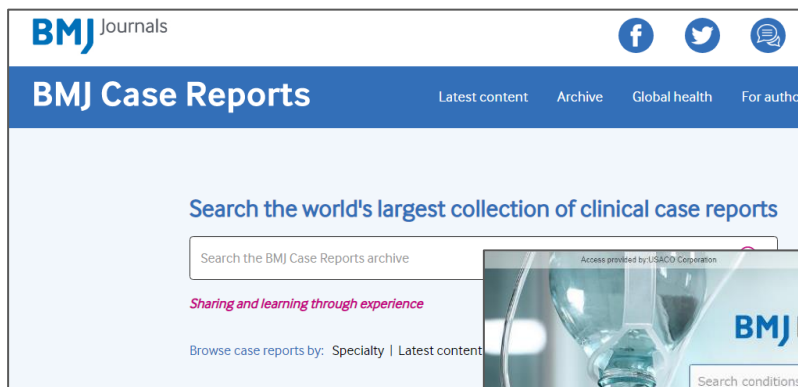 BMJ Journals
BMJ Case Reports
Latest content Archive Global health For autho
Search the world's largest collection of clinical case reports
Search the BMJ Case Reports archive
Access provided by:USACO Corporation
Sharing and learning through experience
BMJ
Browse case reports by: Specialty | Latest content
Search conditions